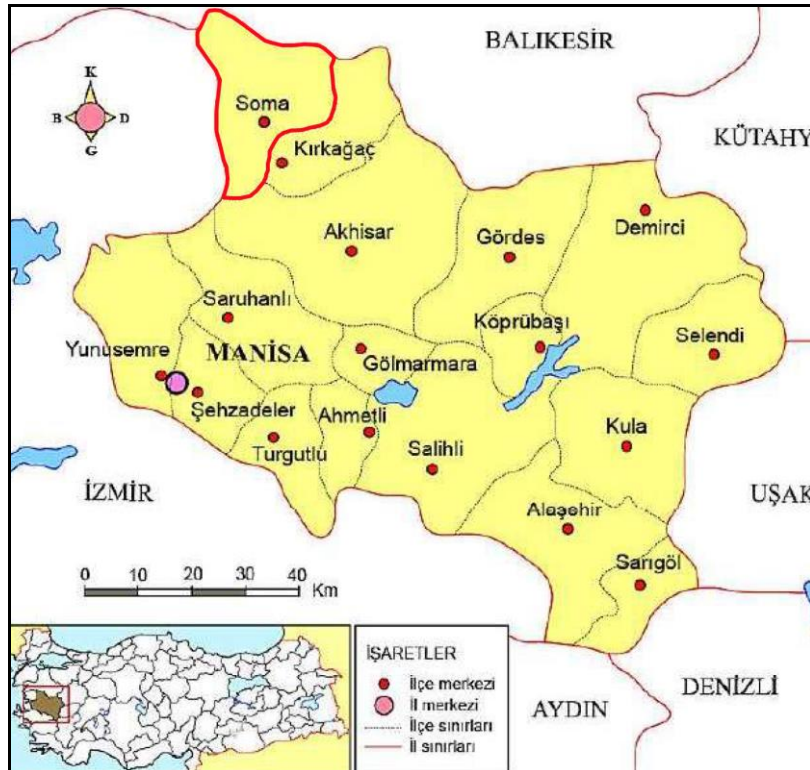 BALIKESİR
K
B D
G
Soma
KÜTAHY
Kırkağaç
Akhisar
Gördes
Demirci
Saruhanlı
Köprübaşı
Selendi
Yunusemre
MANİSA
Gölmarmara
Şehzadeler
Ahmetli
Turgutlu
Salihli
Kula
İZMİR
UŞAK
Alaşehir
Sarıgöl
0 10 20 30 40
Km
İŞARETLER
İlçe merkezi
İl merkezi
İlçe sınırları
İl sınırları
AYDIN
DENİZLİ